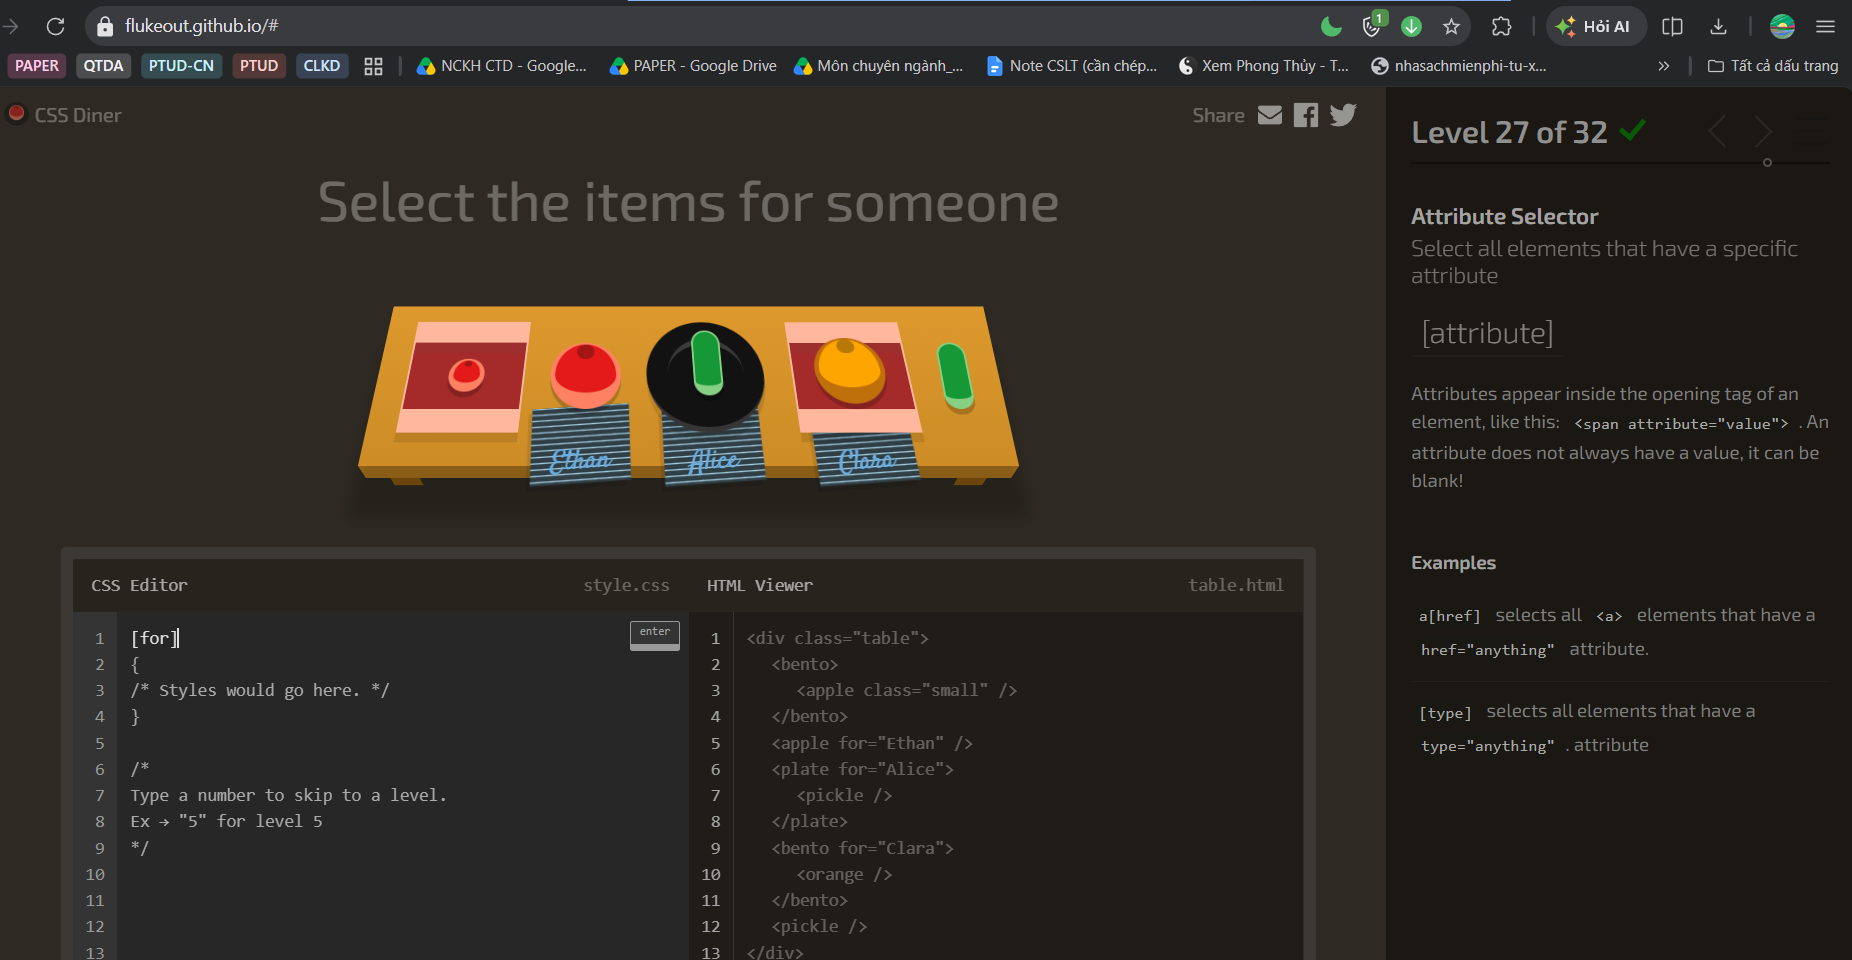 flukeout.github.io/#
1
Hỏi AI
PAPER
QTDA
PTUD-CN
PTUD
CLKD
NCKH CTD - Google...
PAPER - Google Drive
Môn chuyên ngành_...
Note CSLT (cần chép...
Xem Phong Thủy - T...
nhasachmienphi-tu-x...
»
Tất cả dấu trang
CSS Diner
Share
Select the items for someone
Ethan
Alice
Clara
CSS Editor
style.css
1 [for]
enter
2 {
3 /* Styles would go here. */
4 }
5
6 /*
7 Type a number to skip to a level.
8 Ex → "5" for level 5
9 */
10
11
12
13
HTML Viewer
table.html
1 <div class="table">
2 <bento>
3 <apple class="small" />
4 </bento>
5 <apple for="Ethan" />
6 <plate for="Alice">
7 <pickle />
8 </plate>
9 <bento for="Clara">
10 <orange />
11 </bento>
12 <pickle />
13 </div>
Level 27 of 32
Attribute Selector
Select all elements that have a specific
attribute
[attribute]
Attributes appear inside the opening tag of an
element, like this: <span attribute="value"> . An
attribute does not always have a value, it can be
blank!
Examples
a[href] selects all <a> elements that have a
href="anything" attribute.
[type] selects all elements that have a
type="anything" . attribute